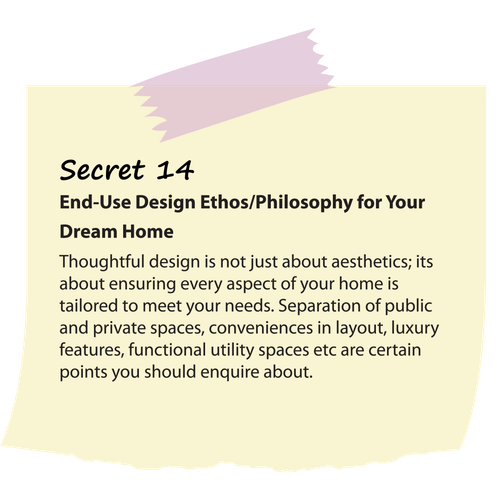 Secret 14
End-Use Design Ethos/Philosophy for Your
Dream Home
Thoughtful design is not just about aesthetics; its
about ensuring every aspect of your home is
tailored to meet your needs. Separation of public
and private spaces, conveniences in layout, luxury
features, functional utility spaces etc are certain
points you should enquire about.